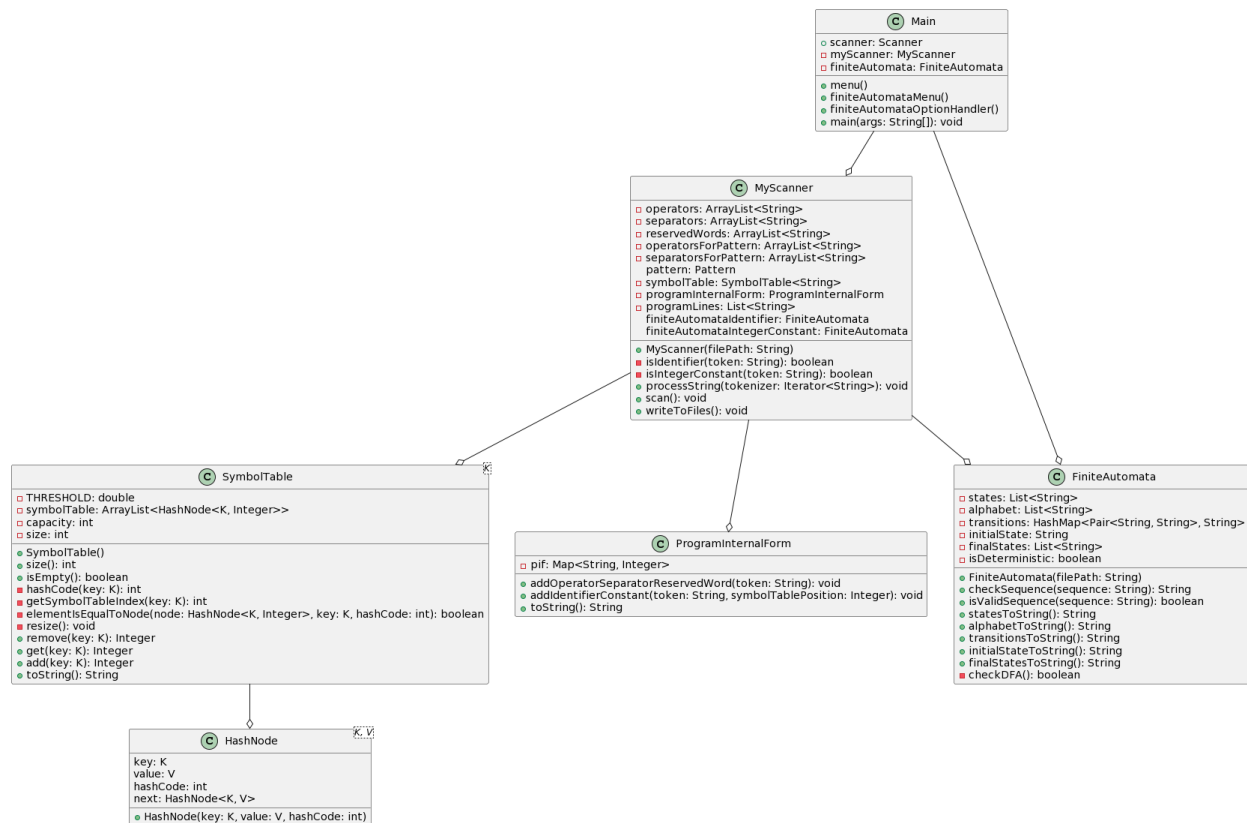 C Main
scanner: Scanner
myScanner: MyScanner
finiteAutomata: FiniteAutomata
menu()
finiteAutomataMenu()
finiteAutomataOptionHandler()
main(args: String[]): void
C MyScanner
operators: ArrayList<String>
separators: ArrayList<String>
reservedWords: ArrayList<String>
operatorsForPattern: ArrayList<String>
separatorsForPattern: ArrayList<String>
pattern: Pattern
symbolTable: SymbolTable<String>
programInternalForm: ProgramInternalForm
programLines: List<String>
finiteAutomataIdentifier: FiniteAutomata
finiteAutomataIntegerConstant: FiniteAutomata
MyScanner(filePath: String)
isIdentifier(token: String): boolean
isIntegerConstant(token: String): boolean
processString(tokenizer: Iterator<String>): void
scan(): void
writeToFiles(): void
C SymbolTable K
THRESHOLD: double
symbolTable: ArrayList<HashNode<K, Integer>>
capacity: int
size: int
SymbolTable()
size(): int
isEmpty(): boolean
hashCode(key: K): int
getSymbolTableIndex(key: K): int
elementIsEqualToNode(node: HashNode<K, Integer>, key: K, hashCode: int): boolean
resize(): void
remove(key: K): Integer
get(key: K): Integer
add(key: K): Integer
toString(): String
C ProgramInternalForm
pif: Map<String, Integer>
addOperatorSeparatorReservedWord(token: String): void
addIdentifierConstant(token: String, symbolTablePosition: Integer): void
toString(): String
C FiniteAutomata
states: List<String>
alphabet: List<String>
transitions: HashMap<Pair<String, String>, String>
initialState: String
finalStates: List<String>
isDeterministic: boolean
FiniteAutomata(filePath: String)
checkSequence(sequence: String): String
isValidSequence(sequence: String): boolean
statesToString(): String
alphabetToString(): String
transitionsToString(): String
initialStateToString(): String
finalStatesToString(): String
checkDFA(): boolean
C HashNode K, V
key: K
value: V
hashCode: int
next: HashNode<K, V>
HashNode(key: K, value: V, hashCode: int)